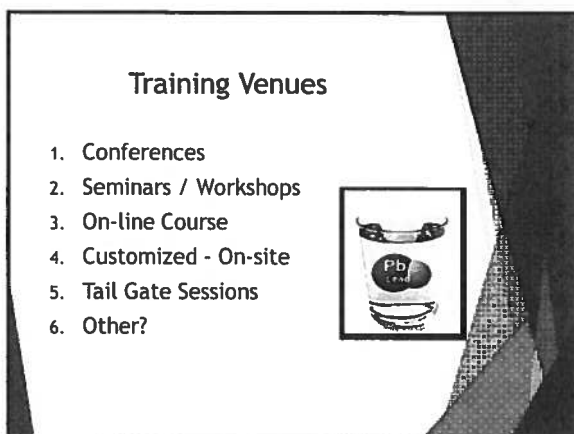 Training Venues
1. Conferences
2. Seminars / Workshops
3. On-line Course
4. Customized - On-site
5. Tail Gate Sessions
6. Other?
Pb
Lead